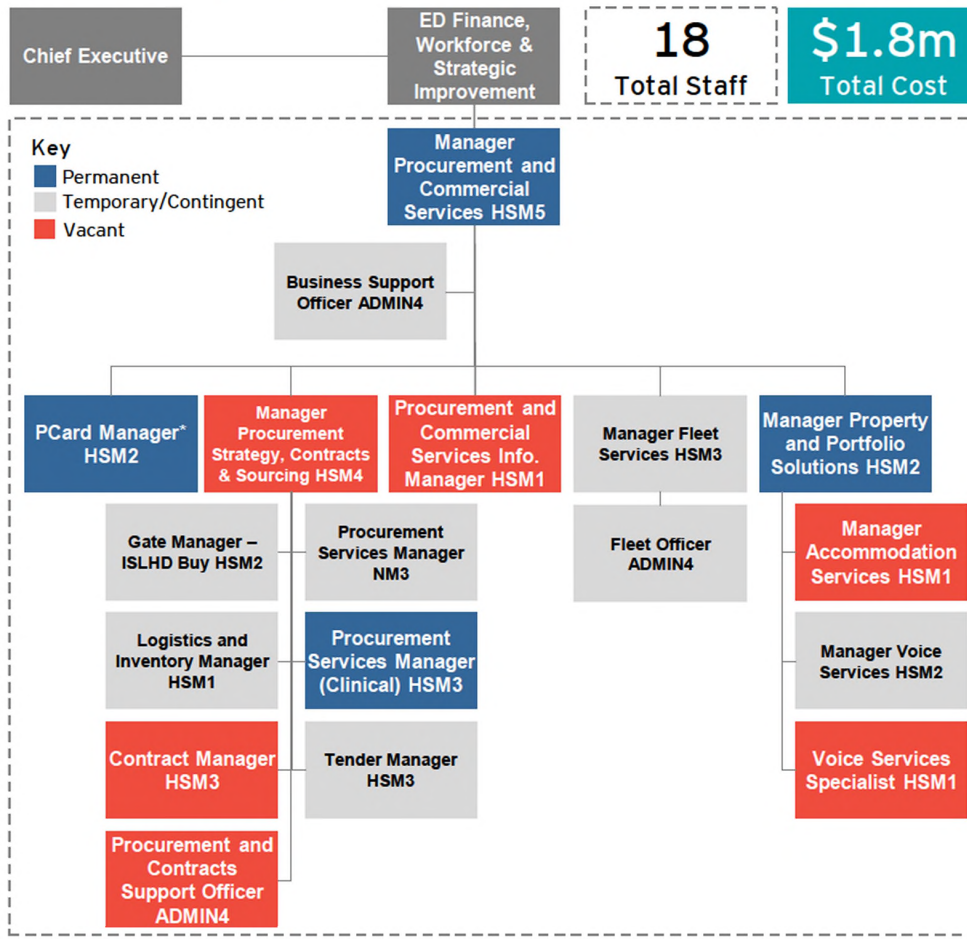 Chief Executive
ED Finance,
Workforce &
Strategic
Improvement
18
Total Staff
$1.8m
Total Cost
Key
Permanent
Temporary/Contingent
Vacant
Manager
Procurement and
Commercial
Services HSM5
Business Support
Officer ADMIN4
PCard Manager*
HSM2
Manager
Procurement
Strategy, Contracts
& Sourcing HSM4
Procurement and
Commercial
Services Info.
Manager HSM1
Manager Fleet
Services HSM3
Manager Property
and Portfolio
Solutions HSM2
Gate Manager –
ISLHD Buy HSM2
Procurement
Services Manager
NM3
Fleet Officer
ADMIN4
Manager
Accommodation
Services HSM1
Logistics and
Inventory Manager
HSM1
Procurement
Services Manager
(Clinical) HSM3
Manager Voice
Services HSM2
Contract Manager
HSM3
Tender Manager
HSM3
Voice Services
Specialist HSM1
Procurement and
Contracts
Support Officer
ADMIN4